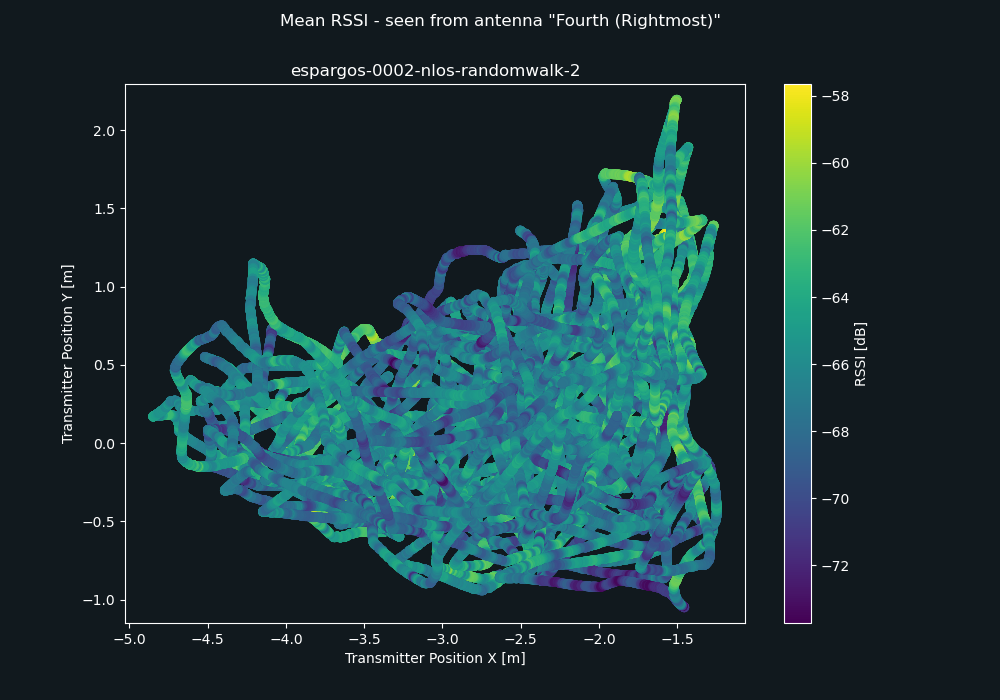 Mean RSSI - seen from antenna "Fourth (Rightmost)"
espargos-0002-nlos-randomwalk-2
2.0
1.5
1.0
0.5
0.0
−0.5
−1.0
Transmitter Position Y [m]
−5.0 −4.5 −4.0 −3.5 −3.0 −2.5 −2.0 −1.5
Transmitter Position X [m]
−58
−60
−62
−64
−66
−68
−70
−72
RSSI [dB]